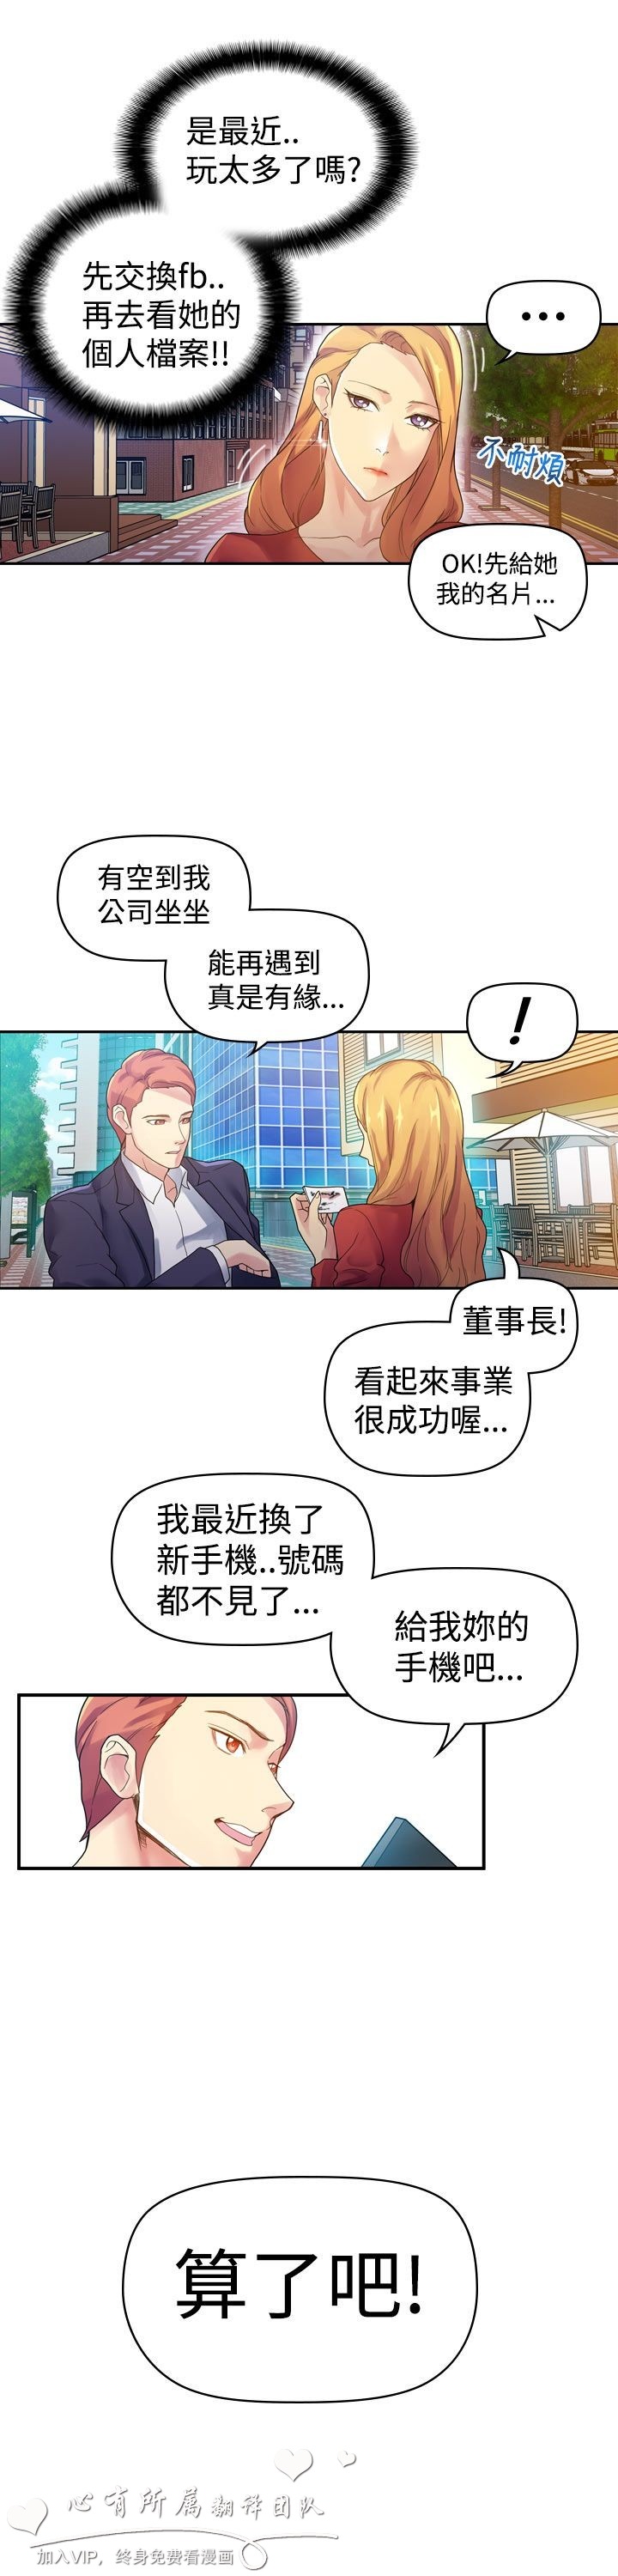 是最近..
玩太多了嗎?
先交換fb..
再去看她的
個人檔案!!
...
不耐煩
OK!先給她
我的名片...
有空到我
公司坐坐
能再遇到
真是有緣...
!
董事長!
看起來事業
很成功喔...
我最近換了
新手機..號碼
都不見了...
給我妳的
手機吧...
算了吧!
心有所属翻译团队
加入VIP，终身免费看漫画